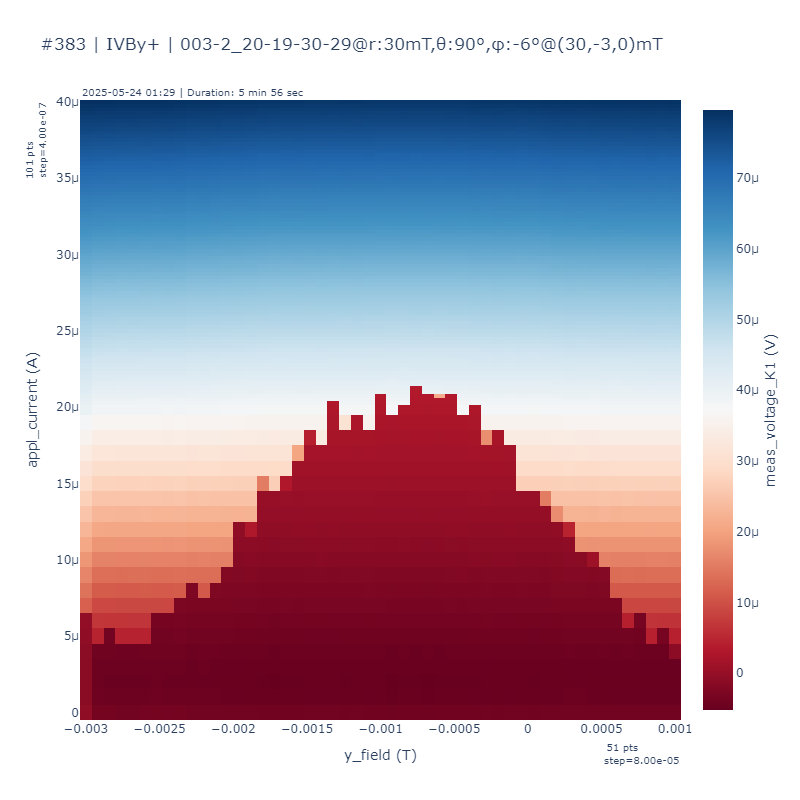 #383 | IVBy+ | 003-2_20-19-30-29@r:30mT,θ:90°,φ:-6°@(30,-3,0)mT
2025-05-24 01:29 | Duration: 5 min 56 sec
101 pts
step=4.00e-07
40μ
35μ
30μ
25μ
20μ
15μ
10μ
5μ
0
appl_current (A)
−0.003
−0.0025
−0.002
−0.0015
−0.001
−0.0005
0
0.0005
0.001
y_field (T)
51 pts
step=8.00e-05
70μ
60μ
50μ
40μ
30μ
20μ
10μ
0
meas_voltage_K1 (V)